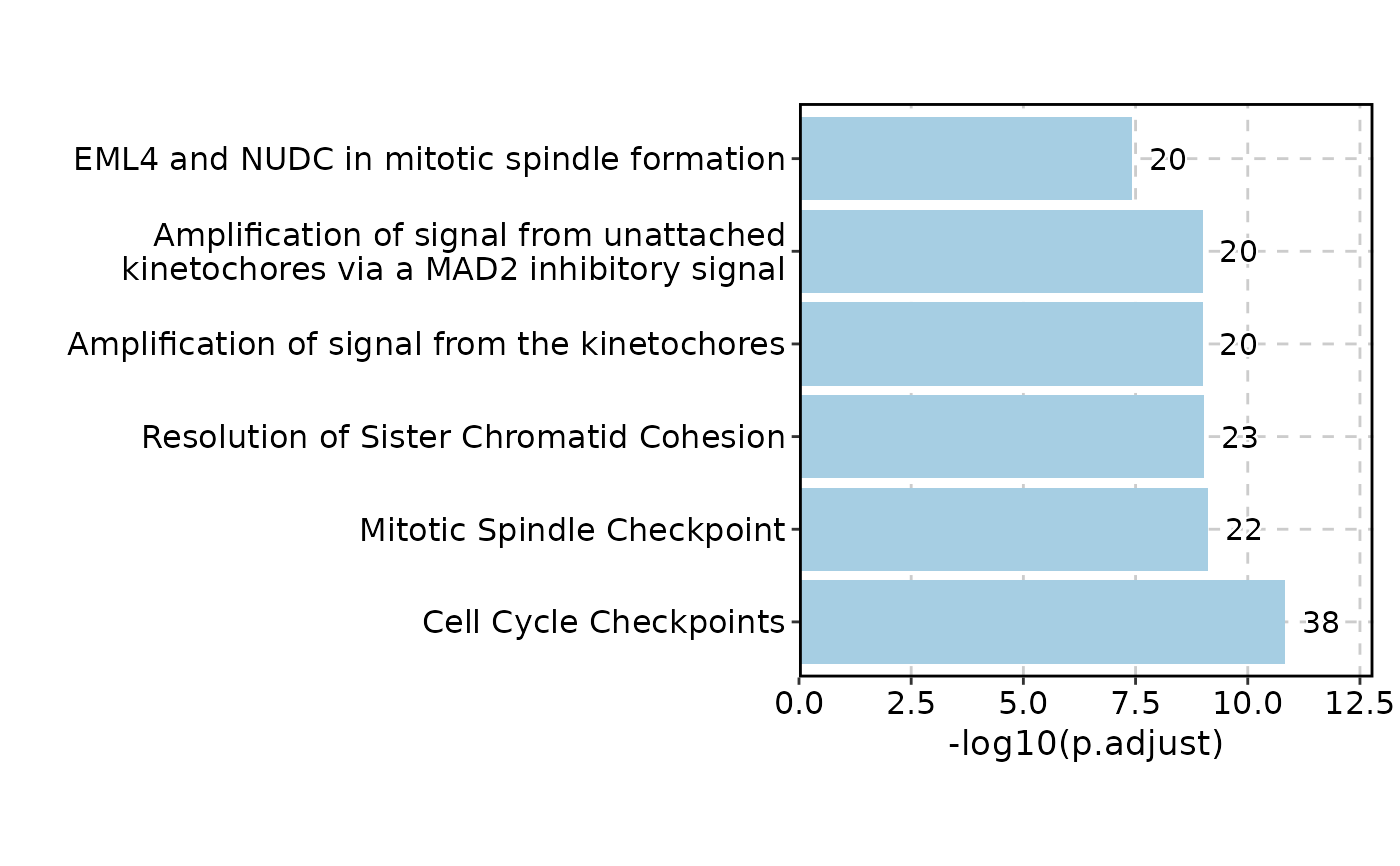 EML4 and NUDC in mitotic spindle formation
20
Amplification of signal from unattached
kinetochores via a MAD2 inhibitory signal
20
Amplification of signal from the kinetochores
20
Resolution of Sister Chromatid Cohesion
23
Mitotic Spindle Checkpoint
22
Cell Cycle Checkpoints
38
0.0 2.5 5.0 7.5 10.0 12.5
-log10(p.adjust)